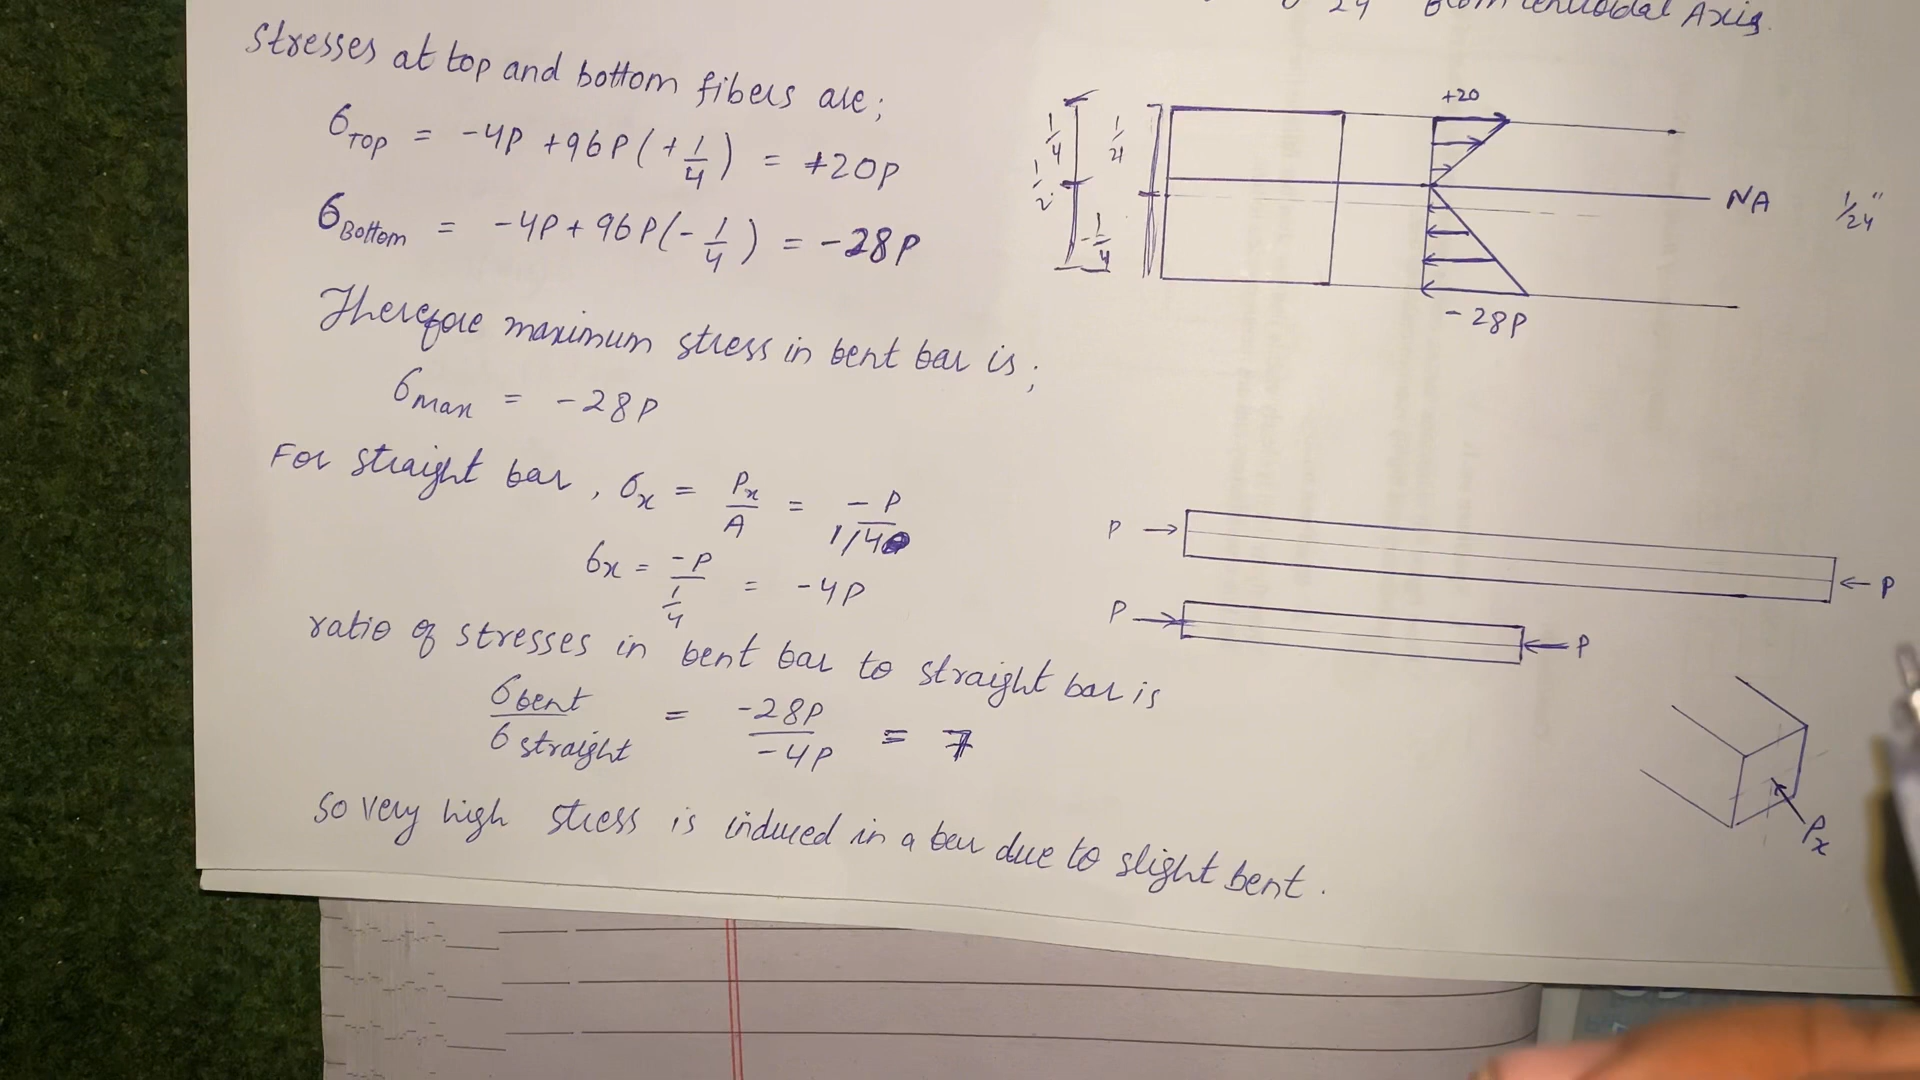 24 from centroidal Axis.
Stresses at top and bottom fibers are;
σTOP = -4P +96P(+1/4) = +20P
σBottom = -4P+96P(-1/4) = -28P
Therefore maximum stress in bent bar is;
σmax = -28P
For straight bar, σx = Px/A = -P/1/4
σx = -P/1/4 = -4P
ratio of stresses in bent bar to straight bar is
σbent/σstraight = -28P/-4P = 7
So very high stress is induced in a bar due to slight bent.
+20
1/4
1/2
-1/4
NA
1/24"
-28P
P
P
P
P
Px